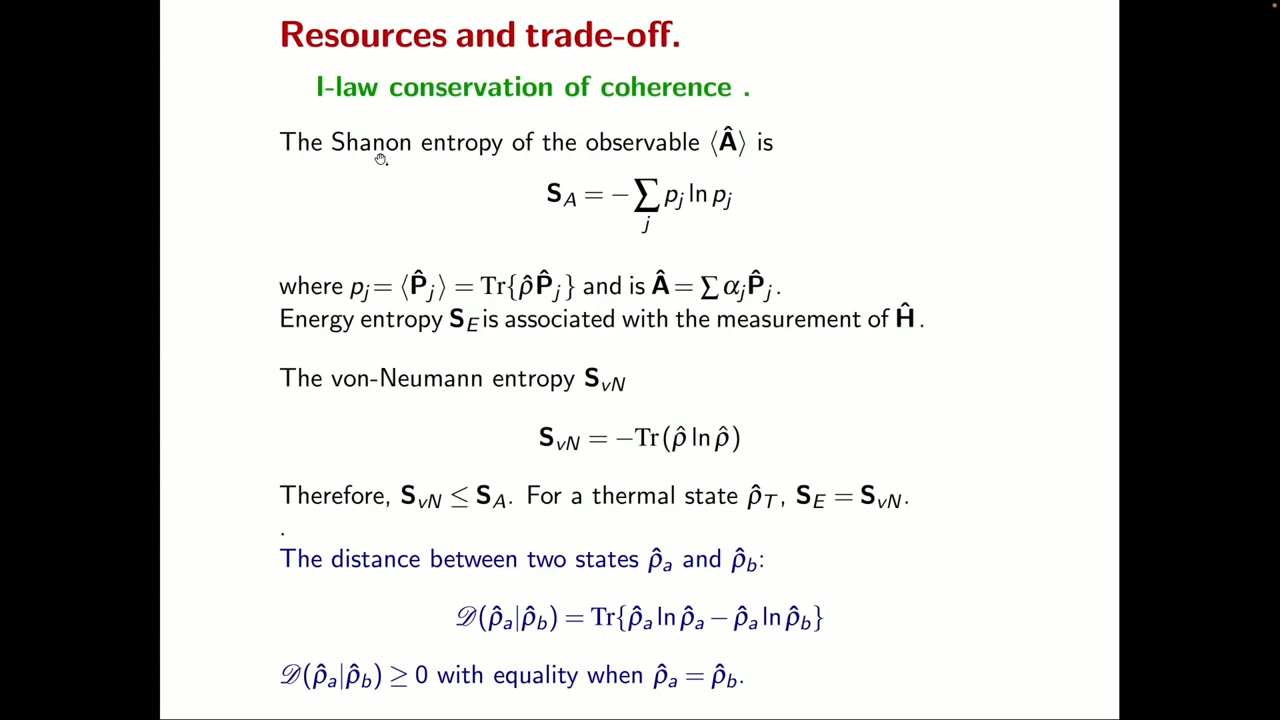 Resources and trade-off.
I-law conservation of coherence .
The Shanon entropy of the observable ⟨Â⟩ is
S_A = − ∑_j p_j ln p_j
where p_j = ⟨P̂_j⟩ = Tr{ρ̂P̂_j} and is Â = ∑ α_jP̂_j.
Energy entropy S_E is associated with the measurement of Ĥ.
The von-Neumann entropy S_vN
S_vN = −Tr(ρ̂ ln ρ̂)
Therefore, S_vN ≤ S_A. For a thermal state ρ̂_T, S_E = S_vN.
.
The distance between two states ρ̂_a and ρ̂_b:
𝒟(ρ̂_a|ρ̂_b) = Tr{ρ̂_a ln ρ̂_a − ρ̂_a ln ρ̂_b}
𝒟(ρ̂_a|ρ̂_b) ≥ 0 with equality when ρ̂_a = ρ̂_b.